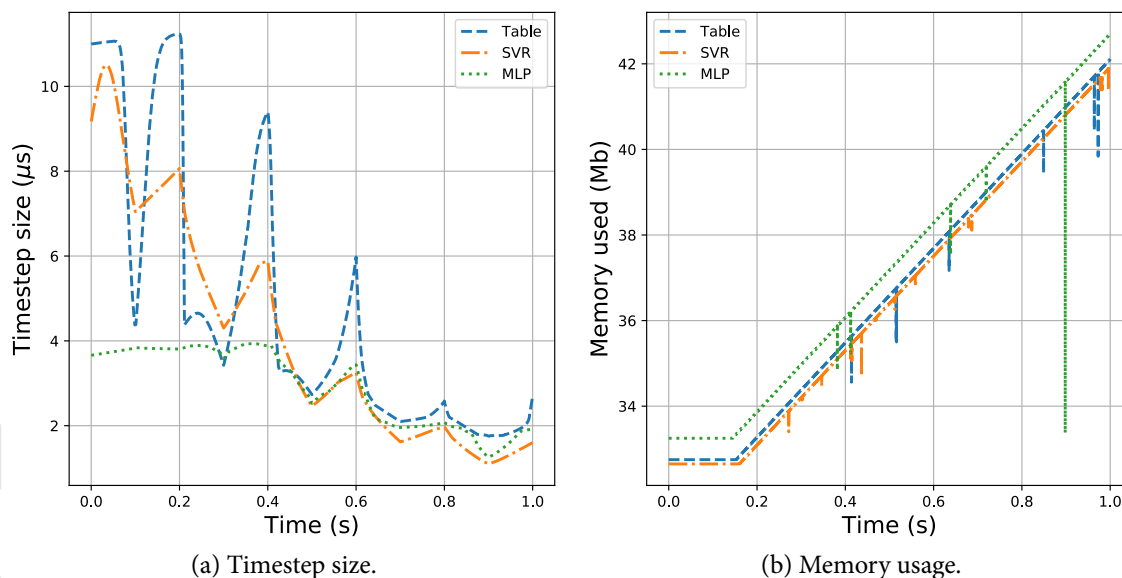 Timestep size (μs)
10
8
6
4
2
0.0 0.2 0.4 0.6 0.8 1.0
Time (s)
Table
SVR
MLP
(a) Timestep size.
Memory used (Mb)
42
40
38
36
33
0.0 0.2 0.4 0.6 0.8 1.0
Time (s)
Table
SVR
MLP
(b) Memory usage.